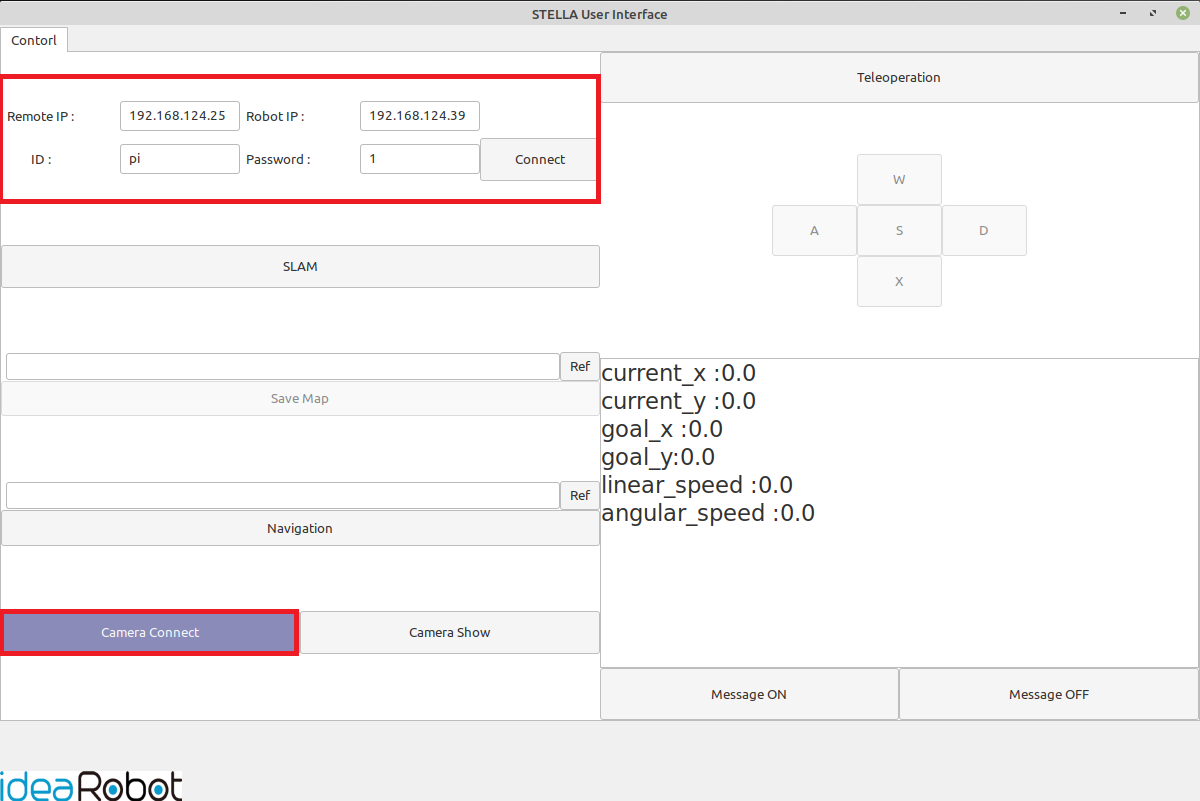 STELLA User Interface
Contorl
Remote IP : 192.168.124.25 Robot IP : 192.168.124.39
ID : pi Password : 1 Connect
SLAM
Ref
Save Map
Ref
Navigation
Camera Connect Camera Show
Teleoperation
W
A S D
X
current_x :0.0
current_y :0.0
goal_x :0.0
goal_y:0.0
linear_speed :0.0
angular_speed :0.0
Message ON Message OFF
ideaRobot